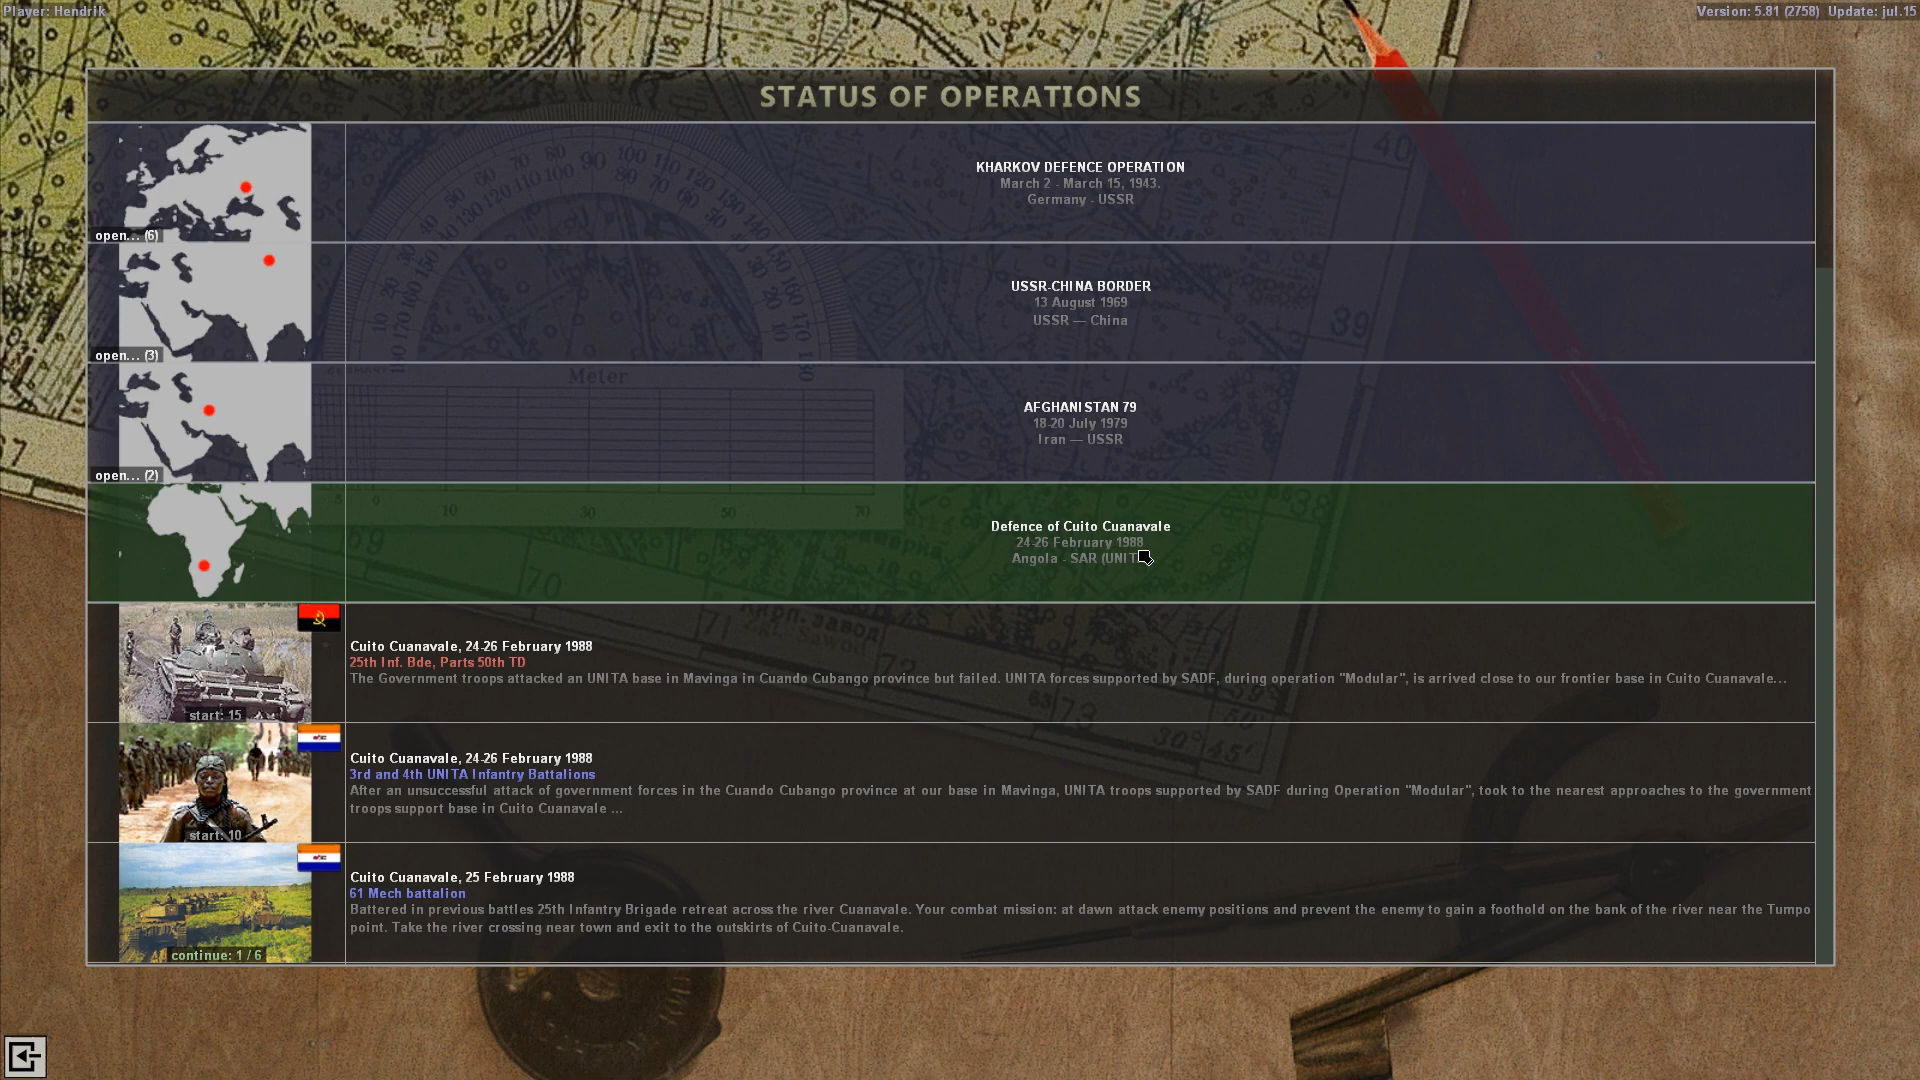 Player: Hendrik
Version: 5.81 (2758) Update: jul.15
STATUS OF OPERATIONS
KHARKOV DEFENCE OPERATION
March 2 - March 15, 1943.
Germany - USSR
open... (6)
USSR-CHINA BORDER
13 August 1969
USSR — China
open... (3)
AFGHANISTAN 79
18-20 July 1979
Iran — USSR
open... (2)
Defence of Cuito Cuanavale
24-26 February 1988
Angola - SAR (UNIT
Cuito Cuanavale, 24-26 February 1988
25th Inf. Bde, Parts 50th TD
The Government troops attacked an UNITA base in Mavinga in Cuando Cubango province but failed. UNITA forces supported by SADF, during operation "Modular", is arrived close to our frontier base in Cuito Cuanavale...
start: 15
Cuito Cuanavale, 24-26 February 1988
3rd and 4th UNITA Infantry Battalions
After an unsuccessful attack of government forces in the Cuando Cubango province at our base in Mavinga, UNITA troops supported by SADF during Operation "Modular", took to the nearest approaches to the government
troops support base in Cuito Cuanavale ...
start: 10
Cuito Cuanavale, 25 February 1988
61 Mech battalion
Battered in previous battles 25th Infantry Brigade retreat across the river Cuanavale. Your combat mission: at dawn attack enemy positions and prevent the enemy to gain a foothold on the bank of the river near the Tumpo
point. Take the river crossing near town and exit to the outskirts of Cuito-Cuanavale.
continue: 1 / 6